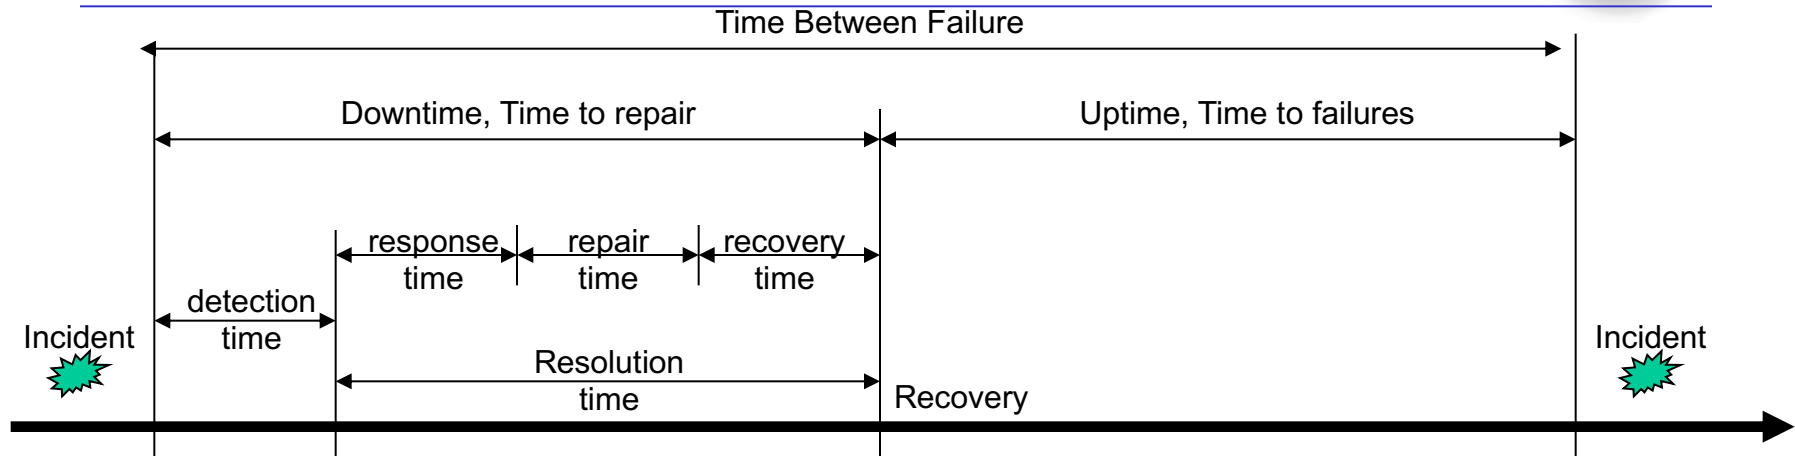 Time Between Failure
Downtime, Time to repair
Uptime, Time to failures
response
time
repair
time
recovery
time
detection
time
Incident
Resolution
time
Recovery
Incident